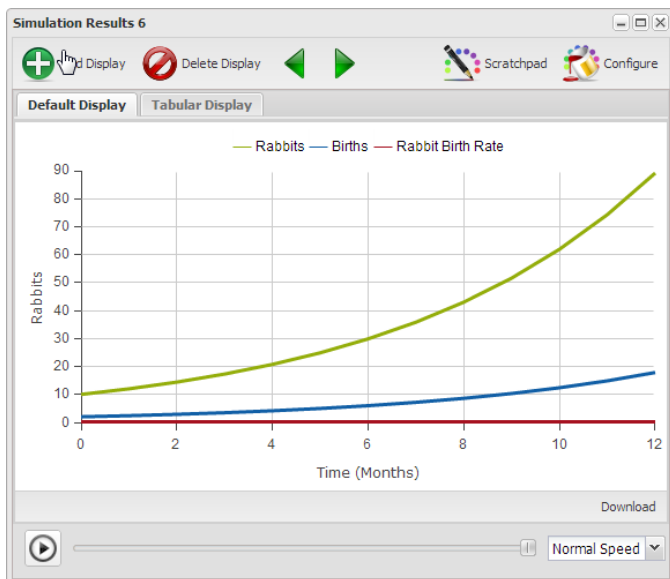 Simulation Results 6
d Display Delete Display Scratchpad Configure
Default Display Tabular Display
Rabbits Births Rabbit Birth Rate
90
80
70
60
50
40
30
20
10
0
Rabbits
0 2 4 6 8 10 12
Time (Months)
Download
Normal Speed